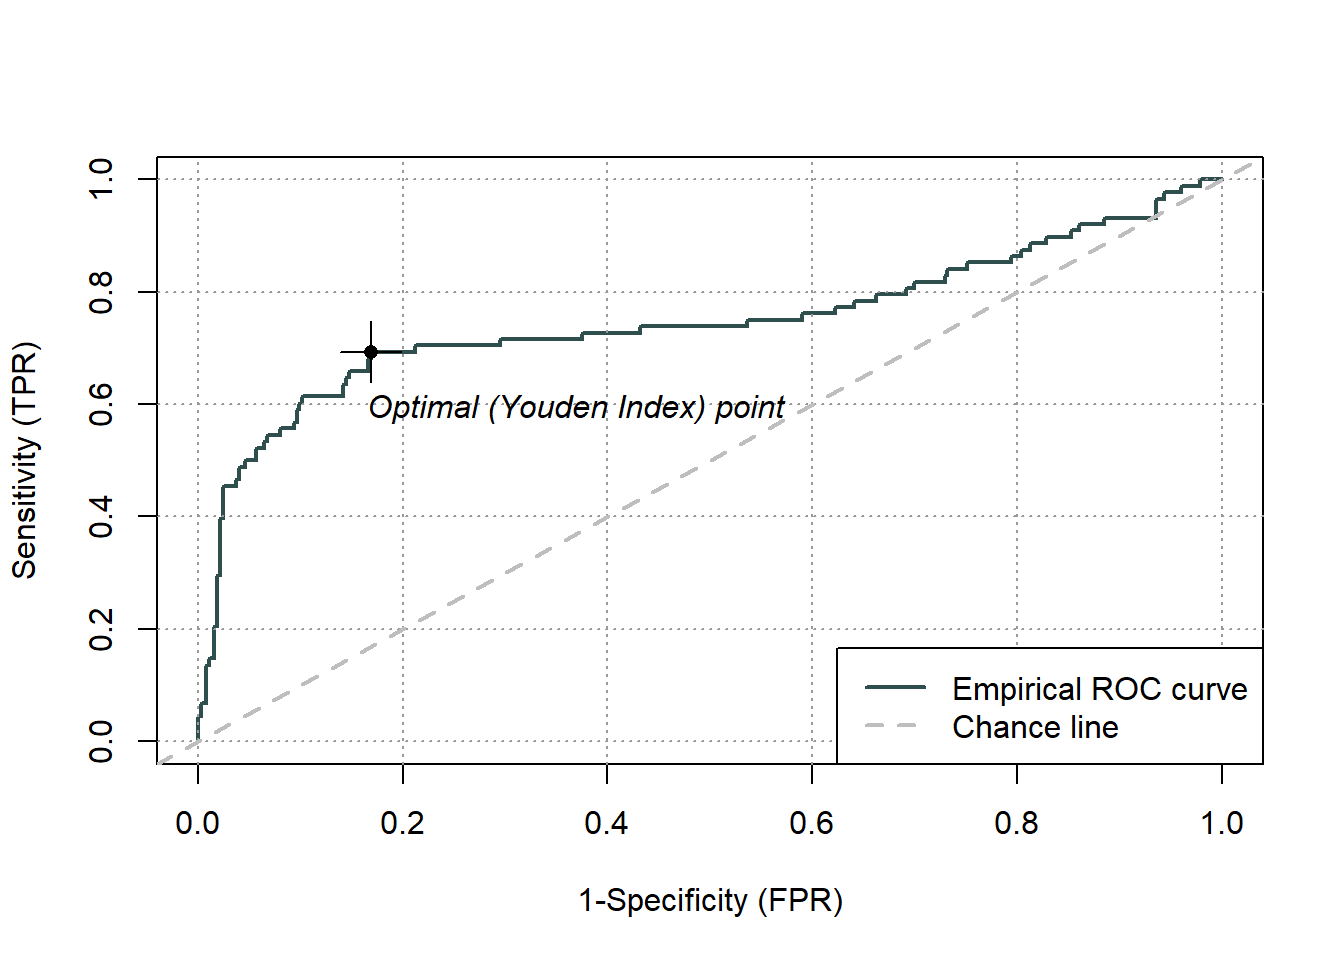 Sensitivity (TPR)
1.0
0.8
0.6
0.4
0.2
0.0
Optimal (Youden Index) point
Empirical ROC curve
Chance line
0.0 0.2 0.4 0.6 0.8 1.0
1-Specificity (FPR)